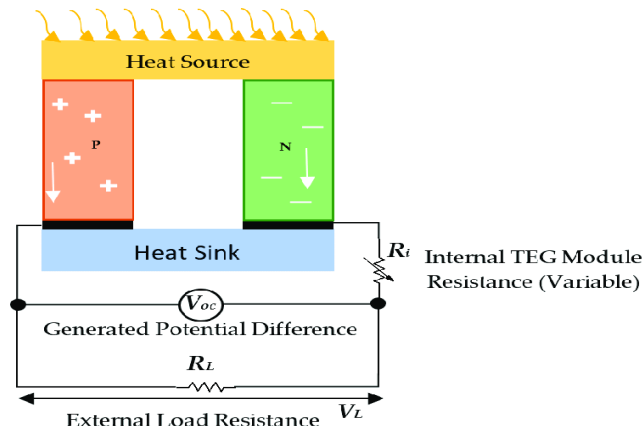 Heat Source
P
N
Heat Sink
Ri
Internal TEG Module
Resistance (Variable)
Voc
Generated Potential Difference
RL
VL
External Load Resistance